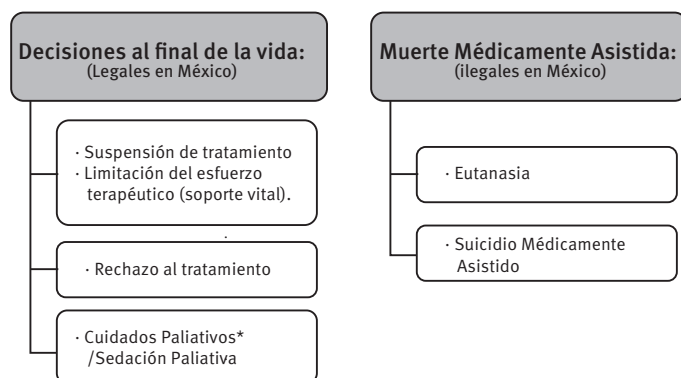 Decisiones al final de la vida:
(Legales en México)
· Suspensión de tratamiento
· Limitación del esfuerzo
terapéutico (soporte vital).
· Rechazo al tratamiento
· Cuidados Paliativos*
/Sedación Paliativa
Muerte Médicamente Asistida:
(ilegales en México)
· Eutanasia
· Suicidio Médicamente
Asistido